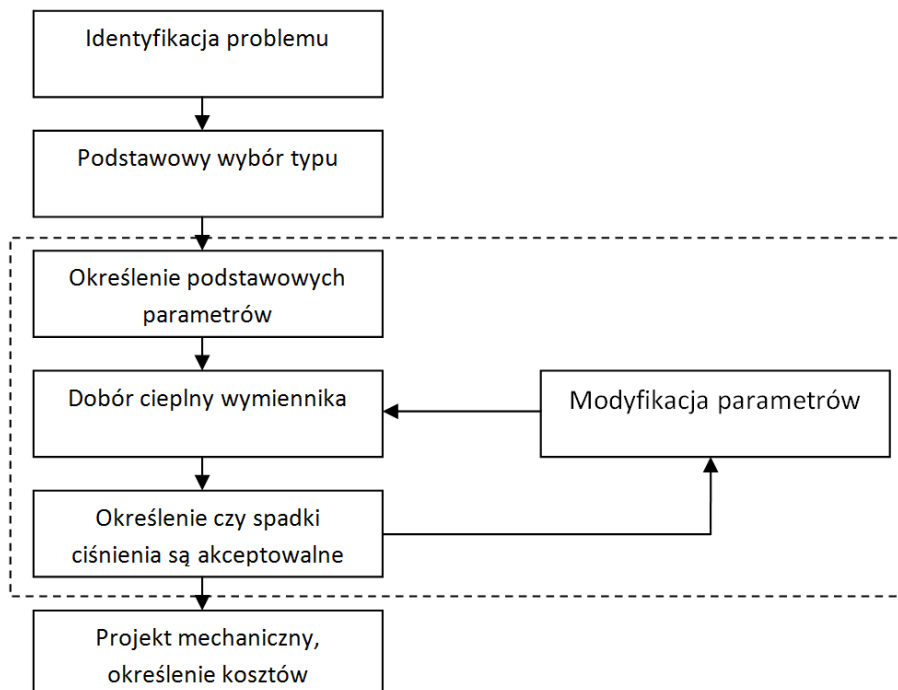 Identyfikacja problemu
Podstawowy wybór typu
Określenie podstawowych
parametrów
Dobór cieplny wymiennika
Modyfikacja parametrów
Określenie czy spadki
ciśnienia są akceptowalne
Projekt mechaniczny,
określenie kosztów